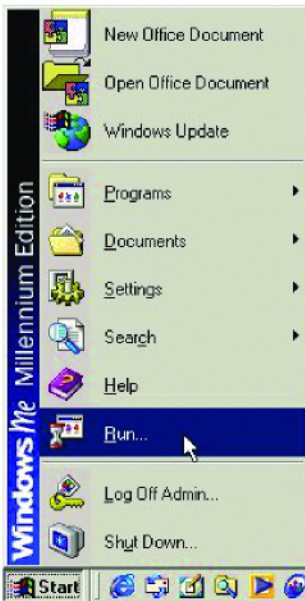 New Office Document
Open Office Document
Windows Update
Programs
Documents
Settings
Search
Help
Run...
Log Off Admin...
Shut Down...
Windows Me Millennium Edition
Start